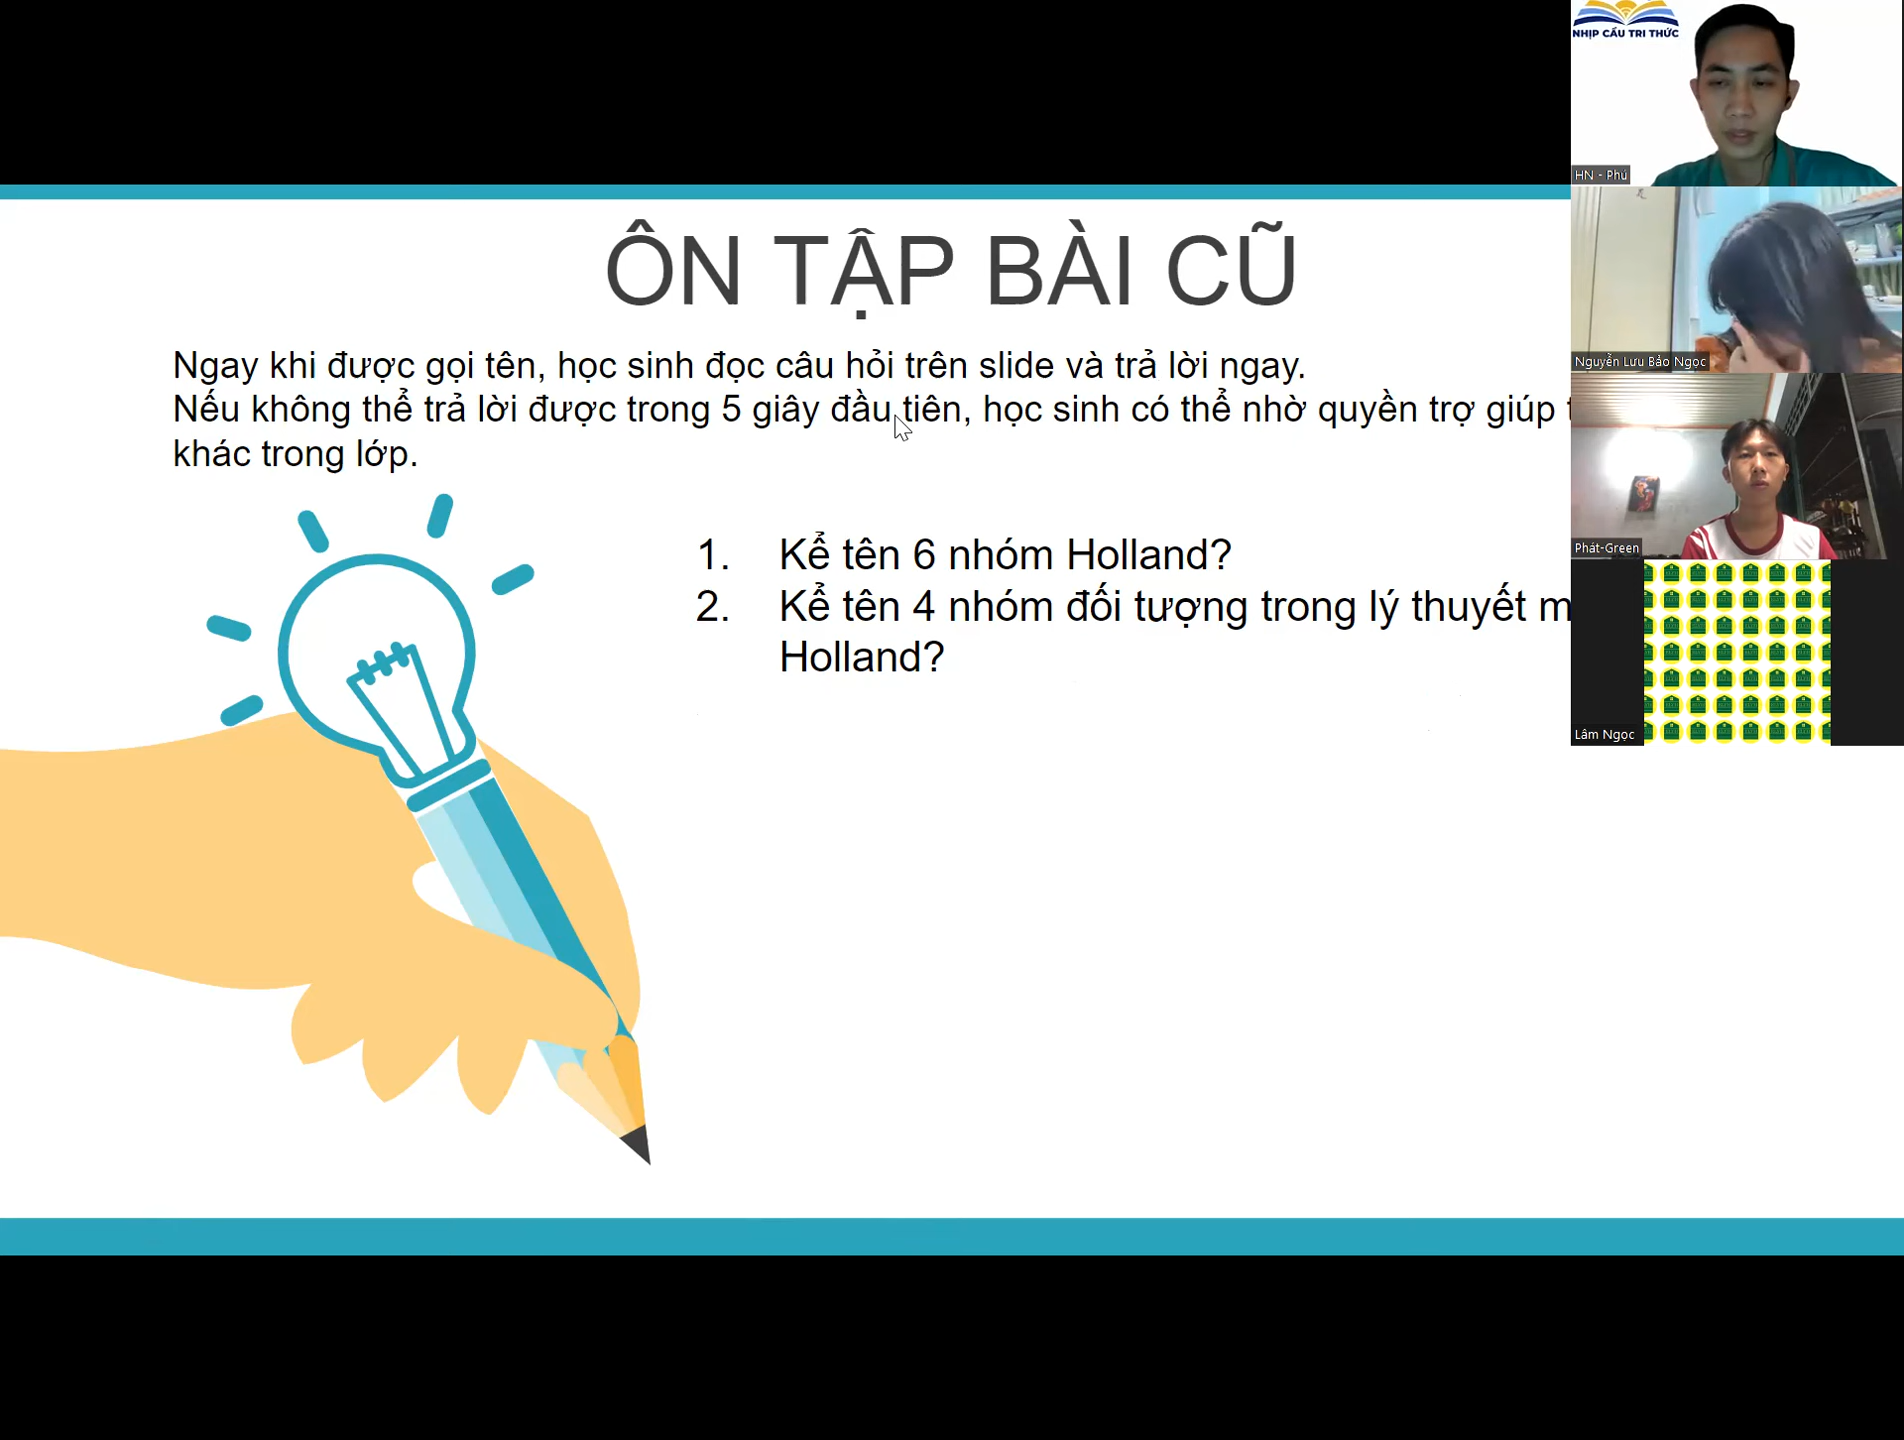 NHỊP CẦU TRI THỨC
HN - Phú
ÔN TẬP BÀI CŨ
Ngay khi được gọi tên, học sinh đọc câu hỏi trên slide và trả lời ngay.
Nếu không thể trả lời được trong 5 giây đầu tiên, học sinh có thể nhờ quyền trợ giúp
khác trong lớp.
Nguyễn Lưu Bảo Ngọc
Phát-Green
1. Kể tên 6 nhóm Holland?
2. Kể tên 4 nhóm đối tượng trong lý thuyết
Holland?
Lâm Ngọc